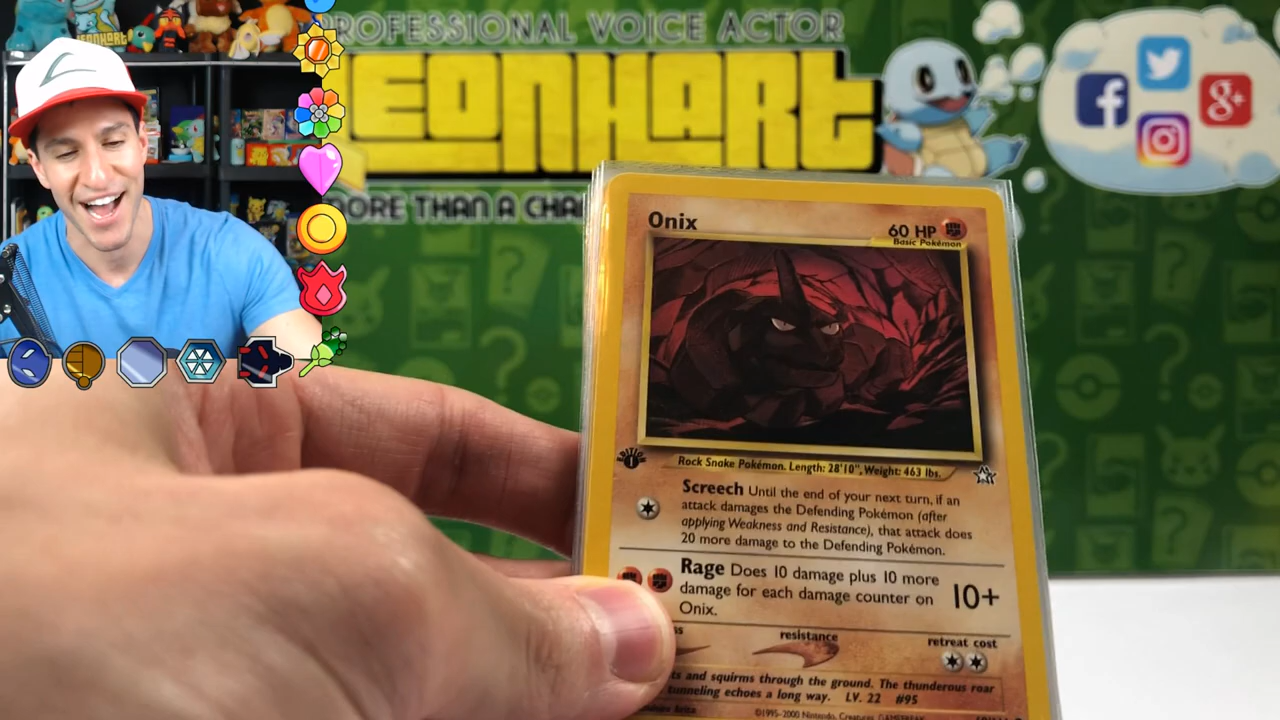 PROFESSIONAL VOICE ACTOR
LEONHART
MORE THAN A CHA
Onix
60 HP
Basic Pokémon
EDITION
1
Rock Snake Pokémon. Length: 28'10", Weight: 463 lbs.
Screech Until the end of your next turn, if an
attack damages the Defending Pokémon (after
applying Weakness and Resistance), that attack does
20 more damage to the Defending Pokémon.
Rage Does 10 damage plus 10 more
damage for each damage counter on
Onix.
10+
resistance
retreat cost
and squirms through the ground. The thunderous roar
tunneling echoes a long way. LV. 22 #95
©1995-2000 Nintendo, Creatures, GAMEFREAK